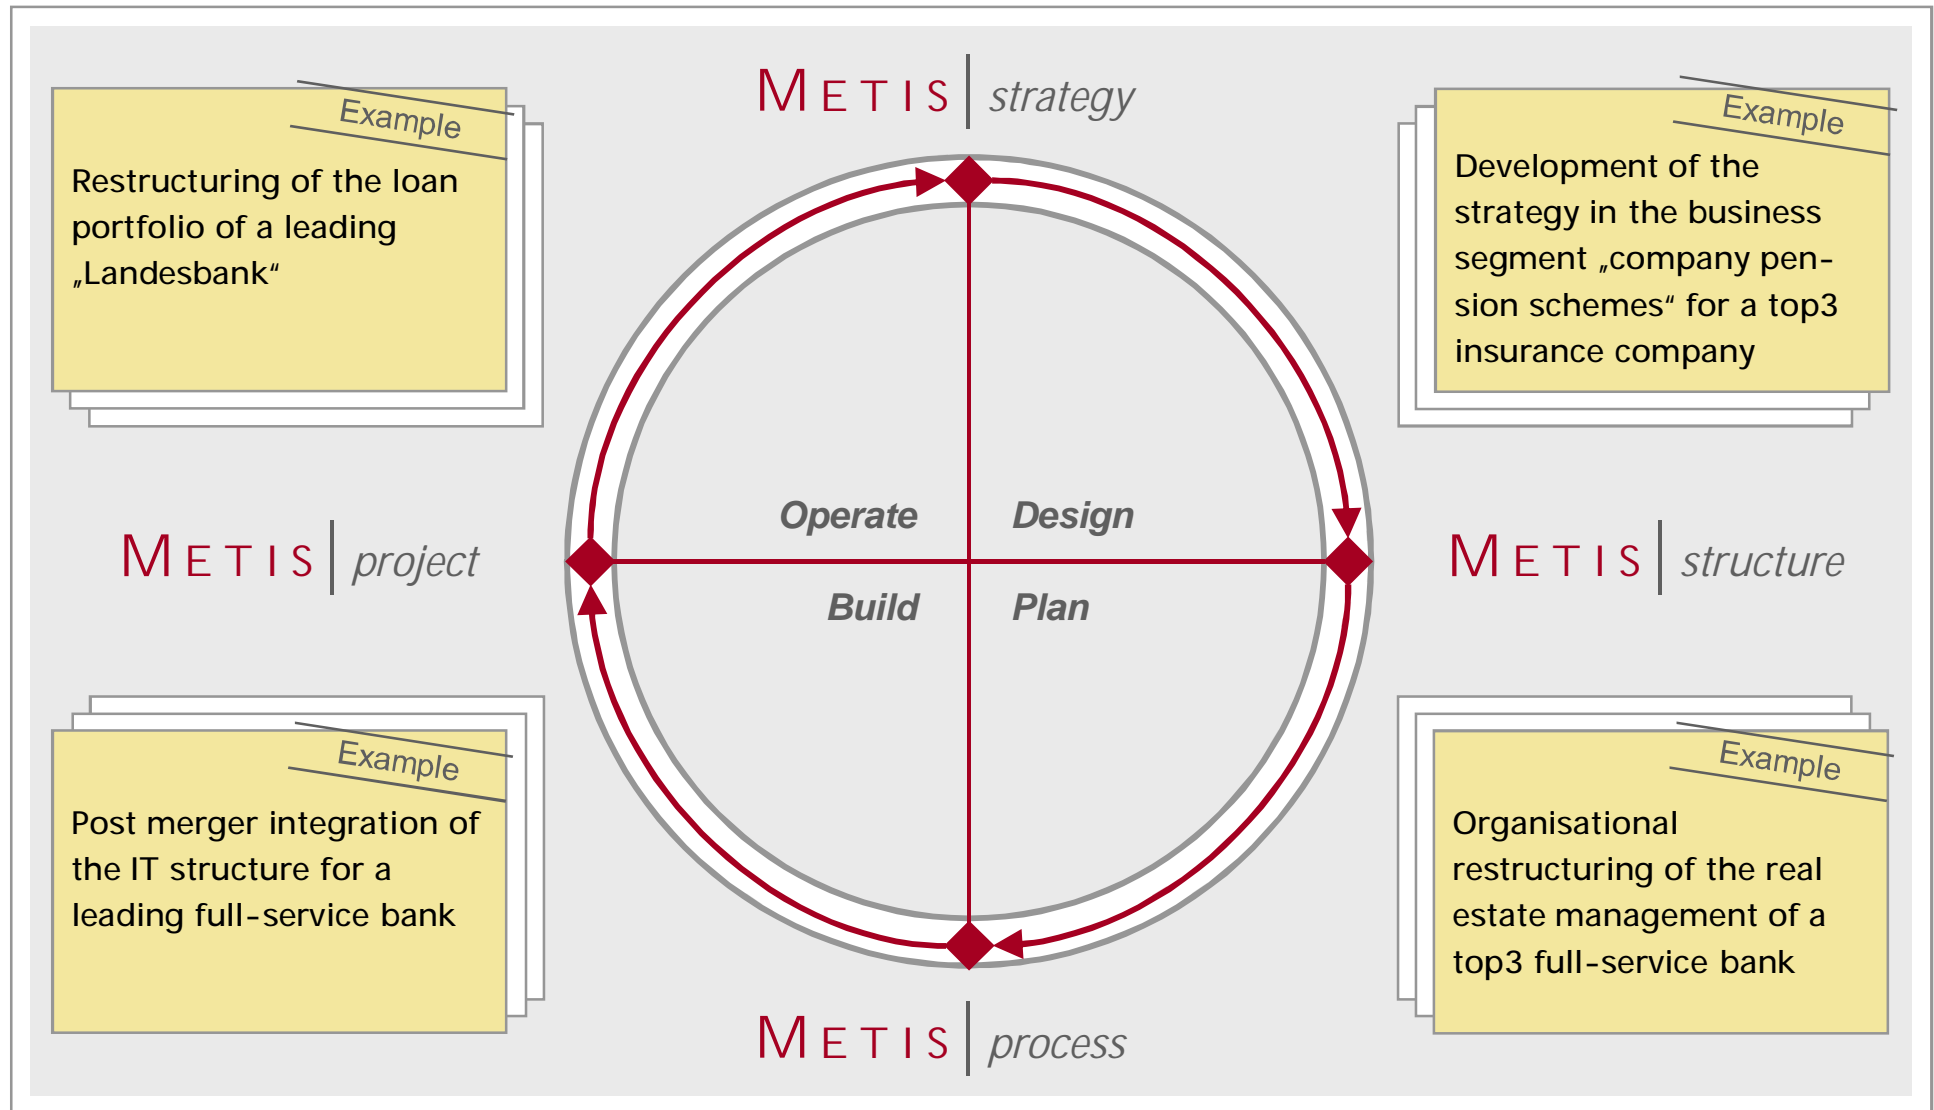 METIS | strategy
Example
Restructuring of the loan
portfolio of a leading
„Landesbank“
Example
Development of the
strategy in the business
segment „company pen-
sion schemes“ for a top3
insurance company
Operate
Design
METIS | project
METIS | structure
Build
Plan
Example
Post merger integration of
the IT structure for a
leading full-service bank
Example
Organisational
restructuring of the real
estate management of a
top3 full-service bank
METIS | process